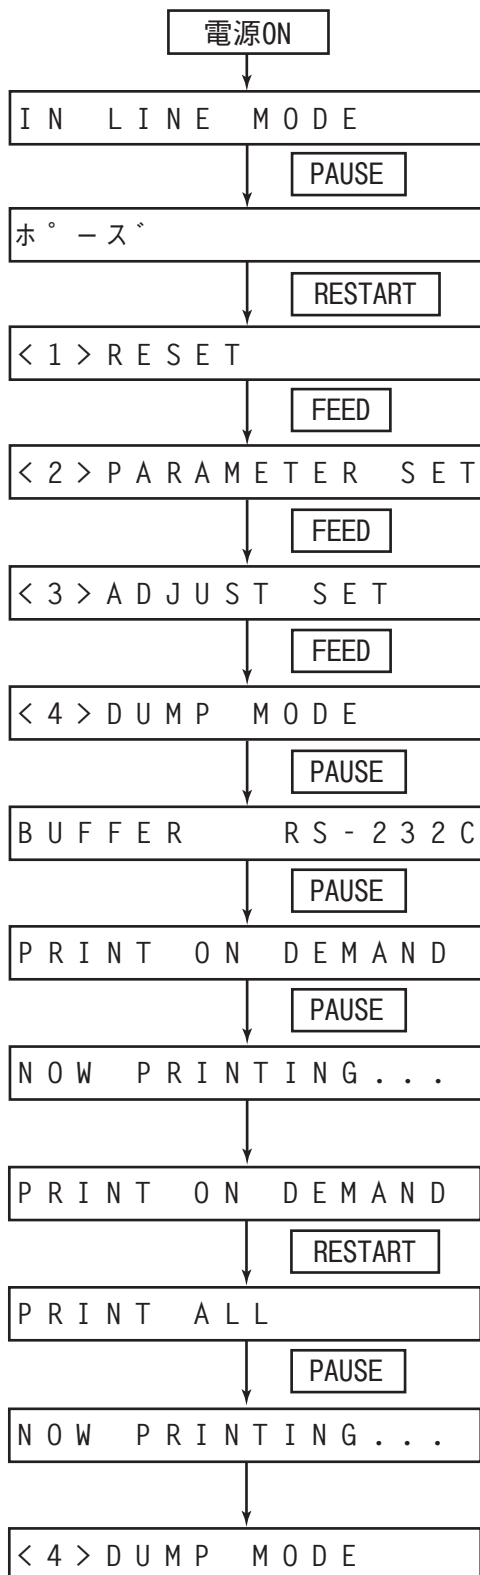 電源ON
IN LINE MODE
PAUSE
ポーズ
RESTART
<1>RESET
FEED
<2>PARAMETER SET
FEED
<3>ADJUST SET
FEED
<4>DUMP MODE
PAUSE
BUFFER RS-232C
PAUSE
PRINT ON DEMAND
PAUSE
NOW PRINTING...
PRINT ON DEMAND
RESTART
PRINT ALL
PAUSE
NOW PRINTING...
<4>DUMP MODE